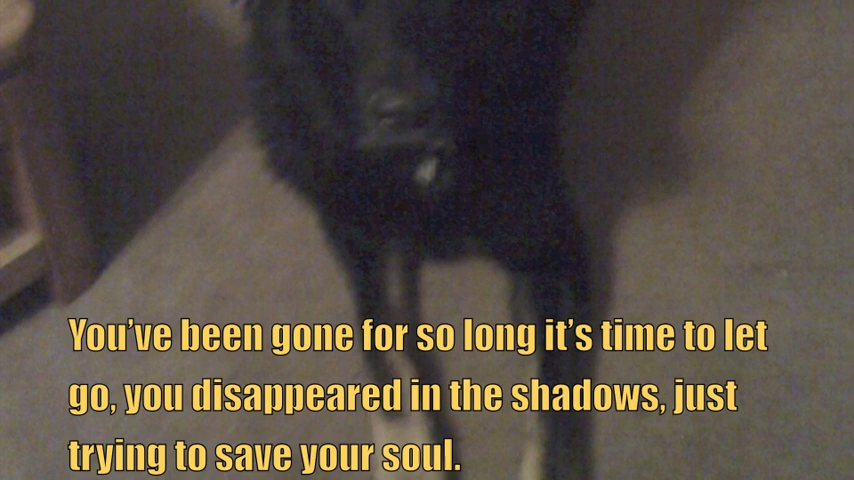 You’ve been gone for so long it’s time to let
go, you disappeared in the shadows, just
trying to save your soul.